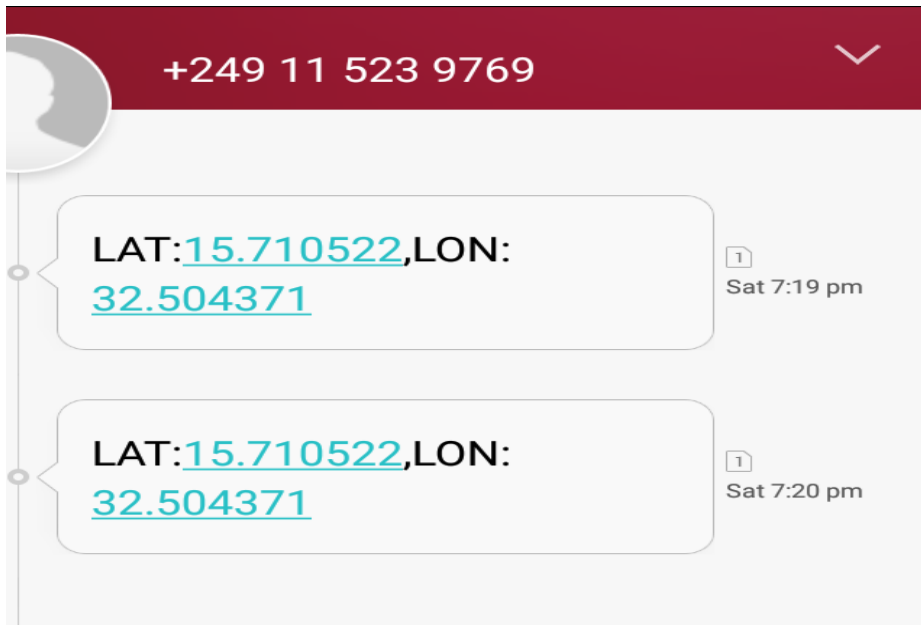 +249 11 523 9769
LAT:15.710522,LON:
32.504371
1
Sat 7:19 pm
LAT:15.710522,LON:
32.504371
1
Sat 7:20 pm